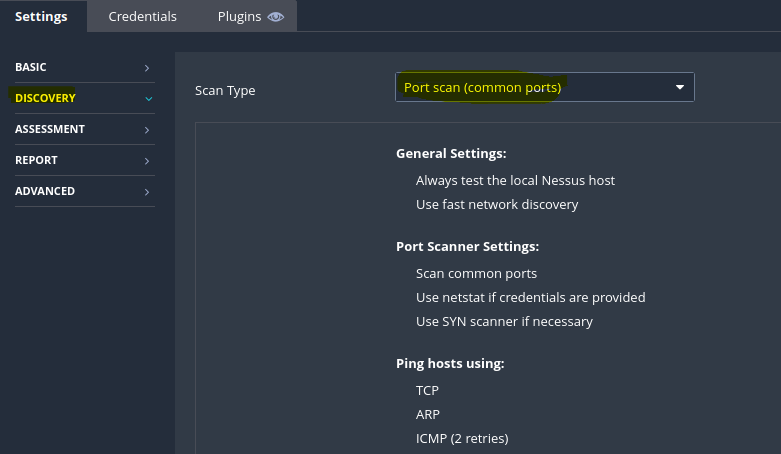 Settings Credentials Plugins
BASIC
DISCOVERY
ASSESSMENT
REPORT
ADVANCED
Scan Type Port scan (common ports)
General Settings:
Always test the local Nessus host
Use fast network discovery
Port Scanner Settings:
Scan common ports
Use netstat if credentials are provided
Use SYN scanner if necessary
Ping hosts using:
TCP
ARP
ICMP (2 retries)